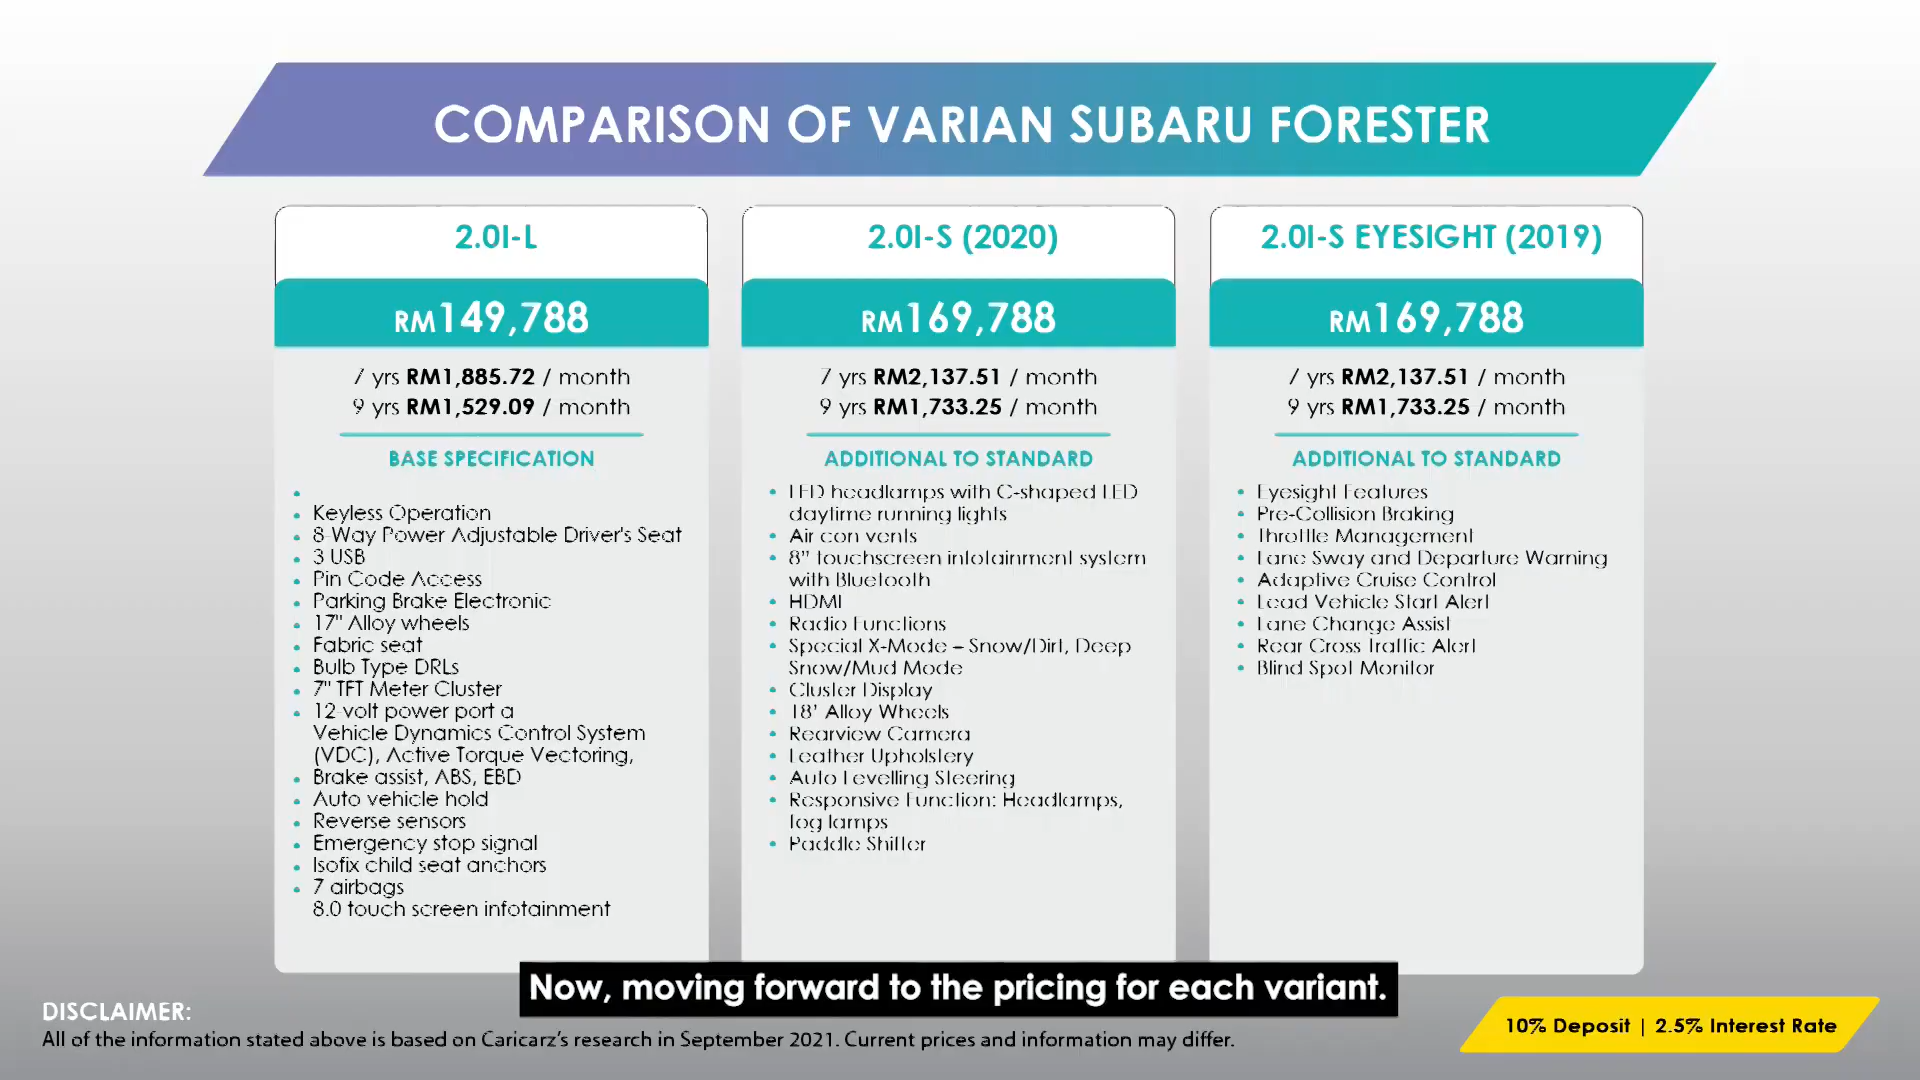 COMPARISON OF VARIAN SUBARU FORESTER
2.0I-L
RM149,788
7 yrs RM1,885.72 / month
9 yrs RM1,529.09 / month
BASE SPECIFICATION
Keyless Operation
8-Way Power Adjustable Driver's Seat
3 USB
Pin Code Access
Parking Brake Electronic
17" Alloy wheels
Fabric seat
Bulb Type DRLs
7" TFT Meter Cluster
12-volt power port a
Vehicle Dynamics Control System
(VDC), Active Torque Vectoring,
Brake assist, ABS, EBD
Auto vehicle hold
Reverse sensors
Emergency stop signal
Isofix child seat anchors
7 airbags
8.0 touch screen infotainment
2.0I-S (2020)
RM169,788
7 yrs RM2,137.51 / month
9 yrs RM1,733.25 / month
ADDITIONAL TO STANDARD
LED headlamps with C-shaped LED
daytime running lights
Air con vents
8" touchscreen infotainment system
with Bluetooth
HDMI
Radio Functions
Special X-Mode – Snow/Dirt, Deep
Snow/Mud Mode
Cluster Display
18' Alloy Wheels
Rearview Camera
Leather Upholstery
Auto Levelling Steering
Responsive Function: Headlamps,
fog lamps
Paddle Shifter
2.0I-S EYESIGHT (2019)
RM169,788
7 yrs RM2,137.51 / month
9 yrs RM1,733.25 / month
ADDITIONAL TO STANDARD
Eyesight Features
Pre-Collision Braking
Throttle Management
Lane Sway and Departure Warning
Adaptive Cruise Control
Lead Vehicle Start Alert
Lane Change Assist
Rear Cross Traffic Alert
Blind Spot Monitor
Now, moving forward to the pricing for each variant.
DISCLAIMER:
All of the information stated above is based on Caricarz's research in September 2021. Current prices and information may differ.
10% Deposit | 2.5% Interest Rate